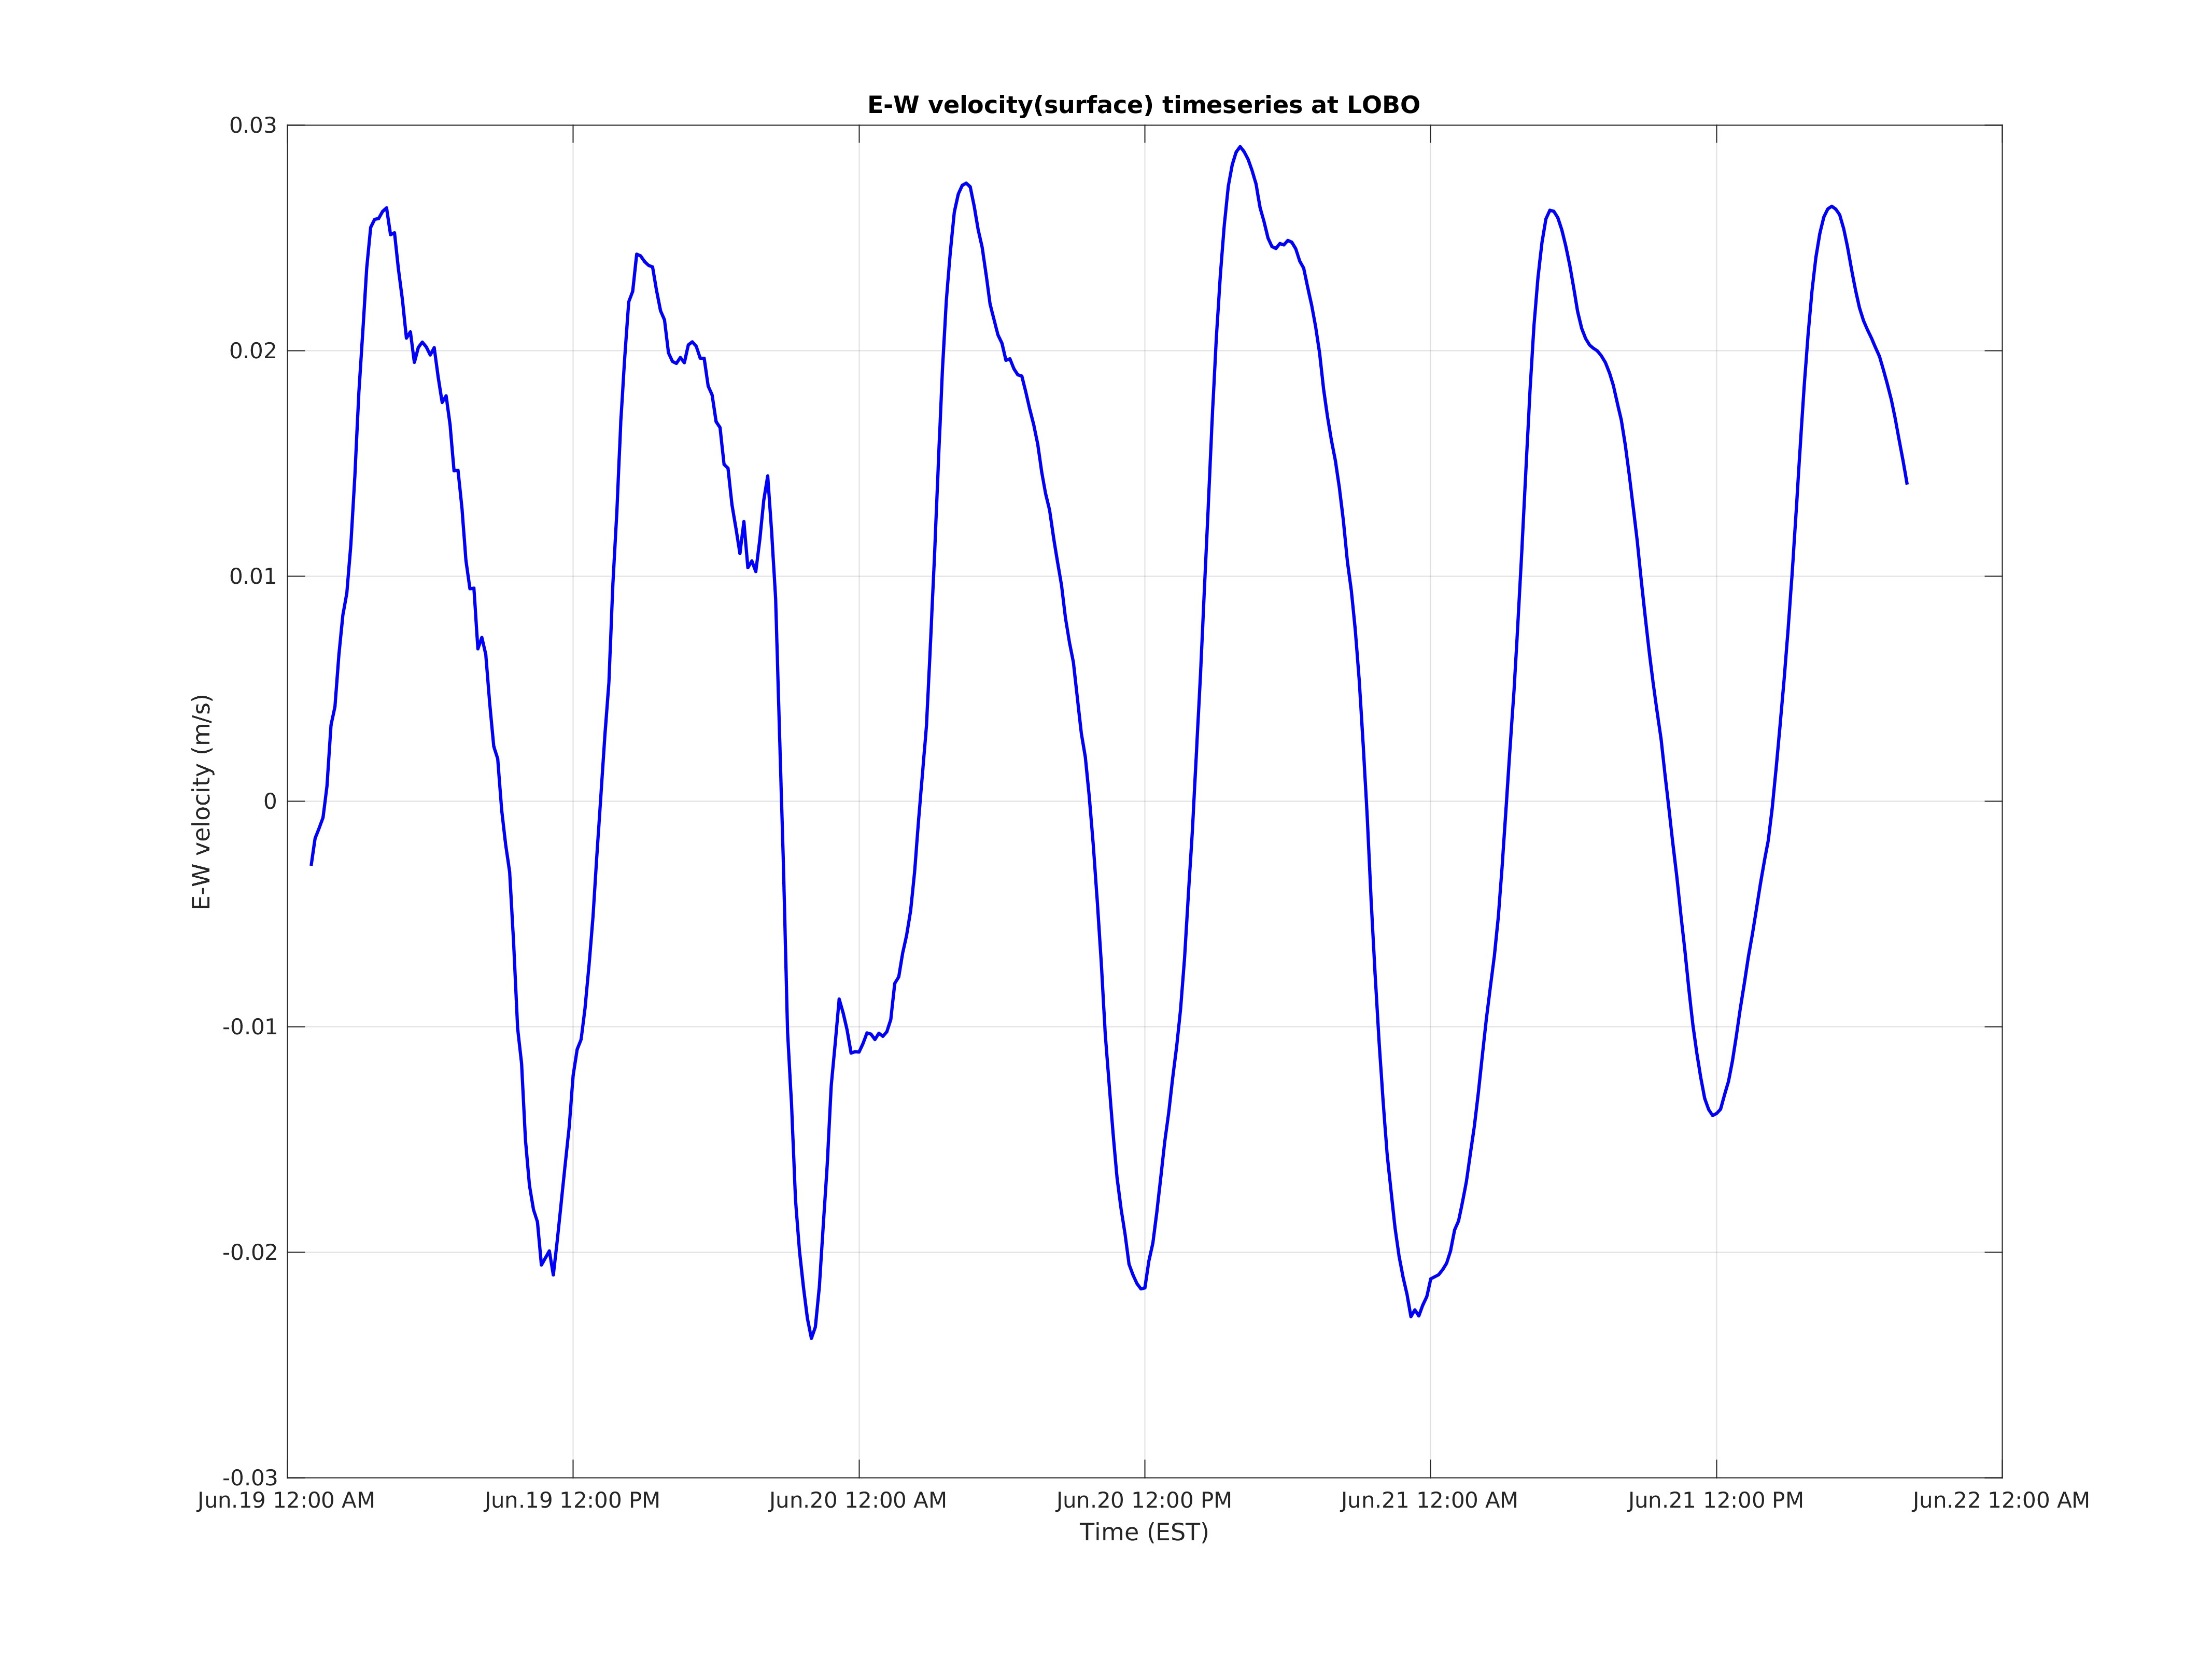 E-W velocity(surface) timeseries at LOBO
0.03
0.02
0.01
0
-0.01
-0.02
-0.03
E-W velocity (m/s)
Jun.19 12:00 AM
Jun.19 12:00 PM
Jun.20 12:00 AM
Jun.20 12:00 PM
Jun.21 12:00 AM
Jun.21 12:00 PM
Jun.22 12:00 AM
Time (EST)